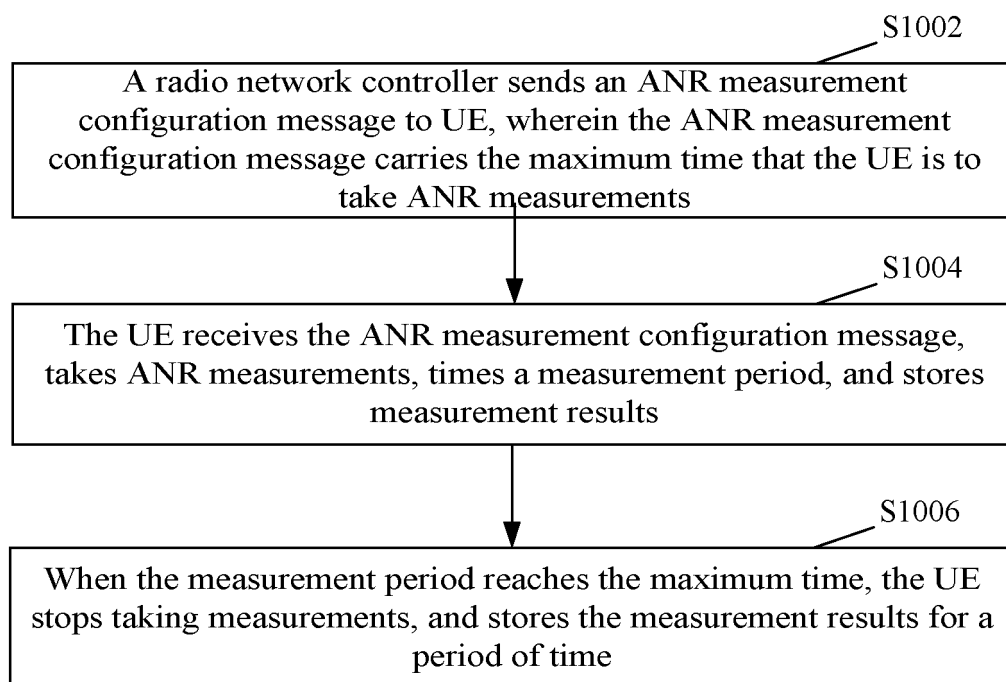 S1002
A radio network controller sends an ANR measurement
configuration message to UE, wherein the ANR measurement
configuration message carries the maximum time that the UE is to
take ANR measurements
S1004
The UE receives the ANR measurement configuration message,
takes ANR measurements, times a measurement period, and stores
measurement results
S1006
When the measurement period reaches the maximum time, the UE
stops taking measurements, and stores the measurement results for a
period of time